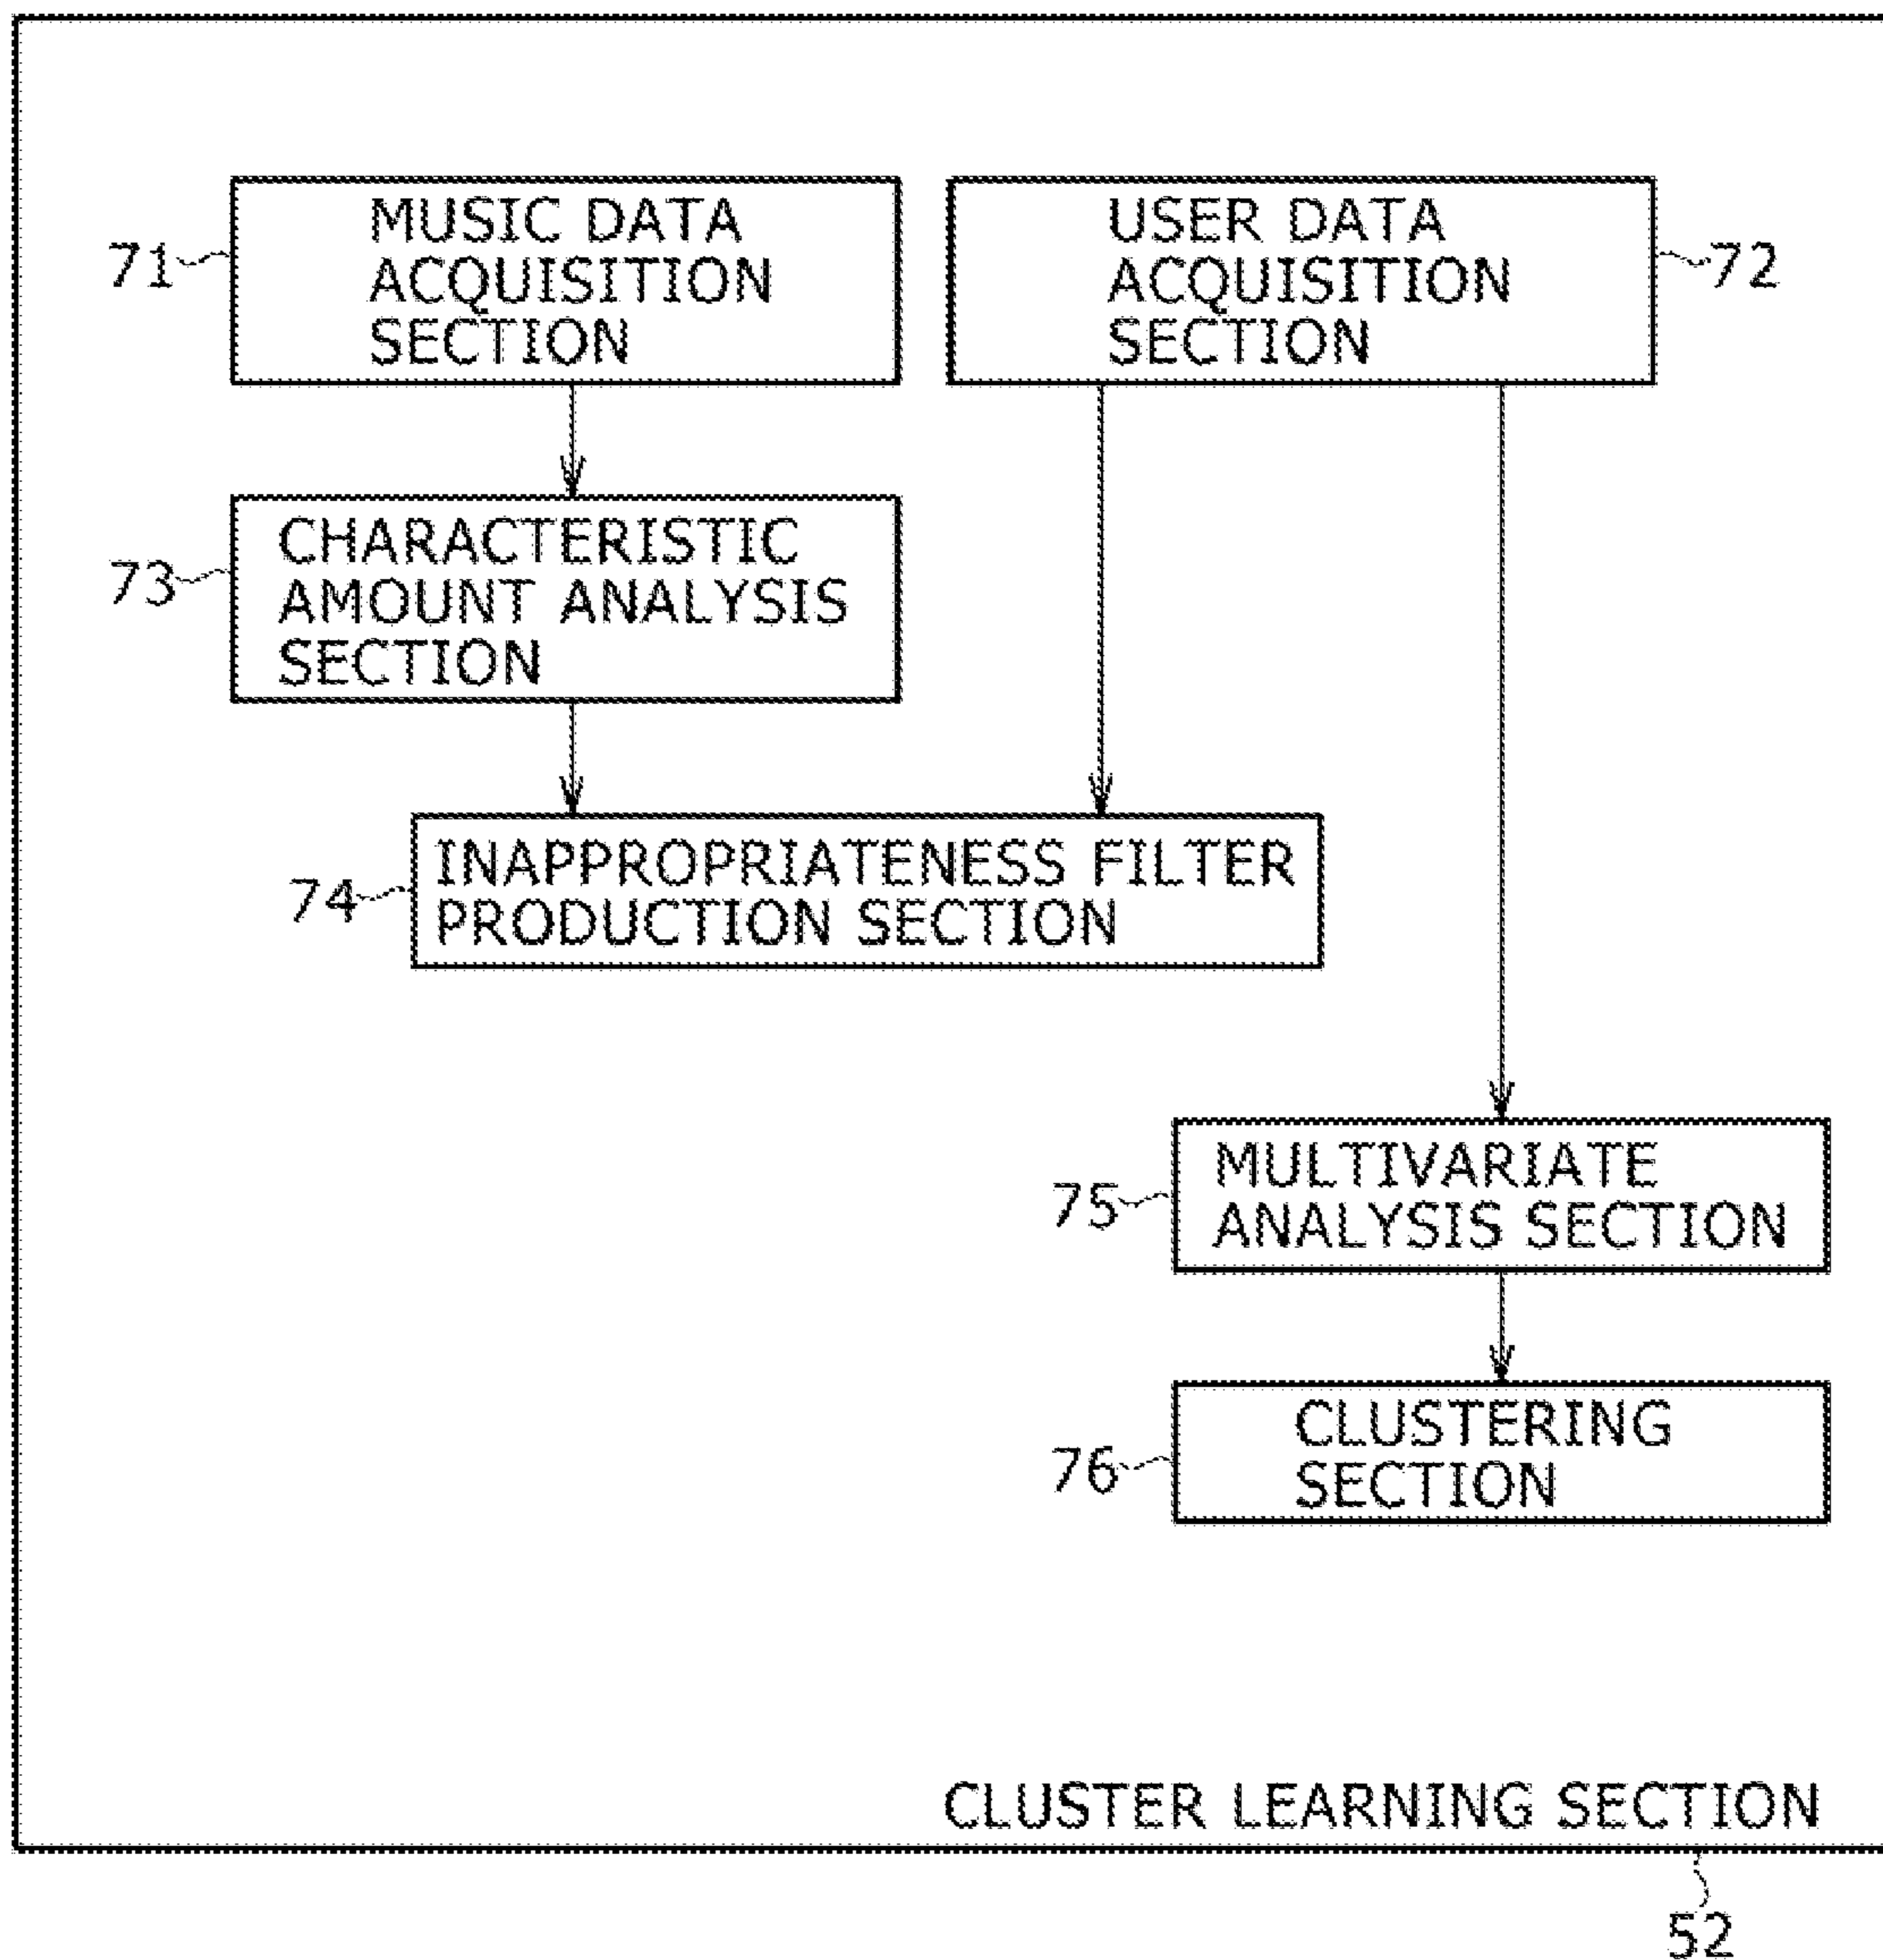 MUSIC DATA
ACQUISITION
SECTION
71
USER DATA
ACQUISITION
SECTION
72
CHARACTERISTIC
AMOUNT ANALYSIS
SECTION
73
INAPPROPRIATENESS FILTER
PRODUCTION SECTION
74
MULTIVARIATE
ANALYSIS SECTION
75
CLUSTERING
SECTION
76
CLUSTER LEARNING SECTION
52